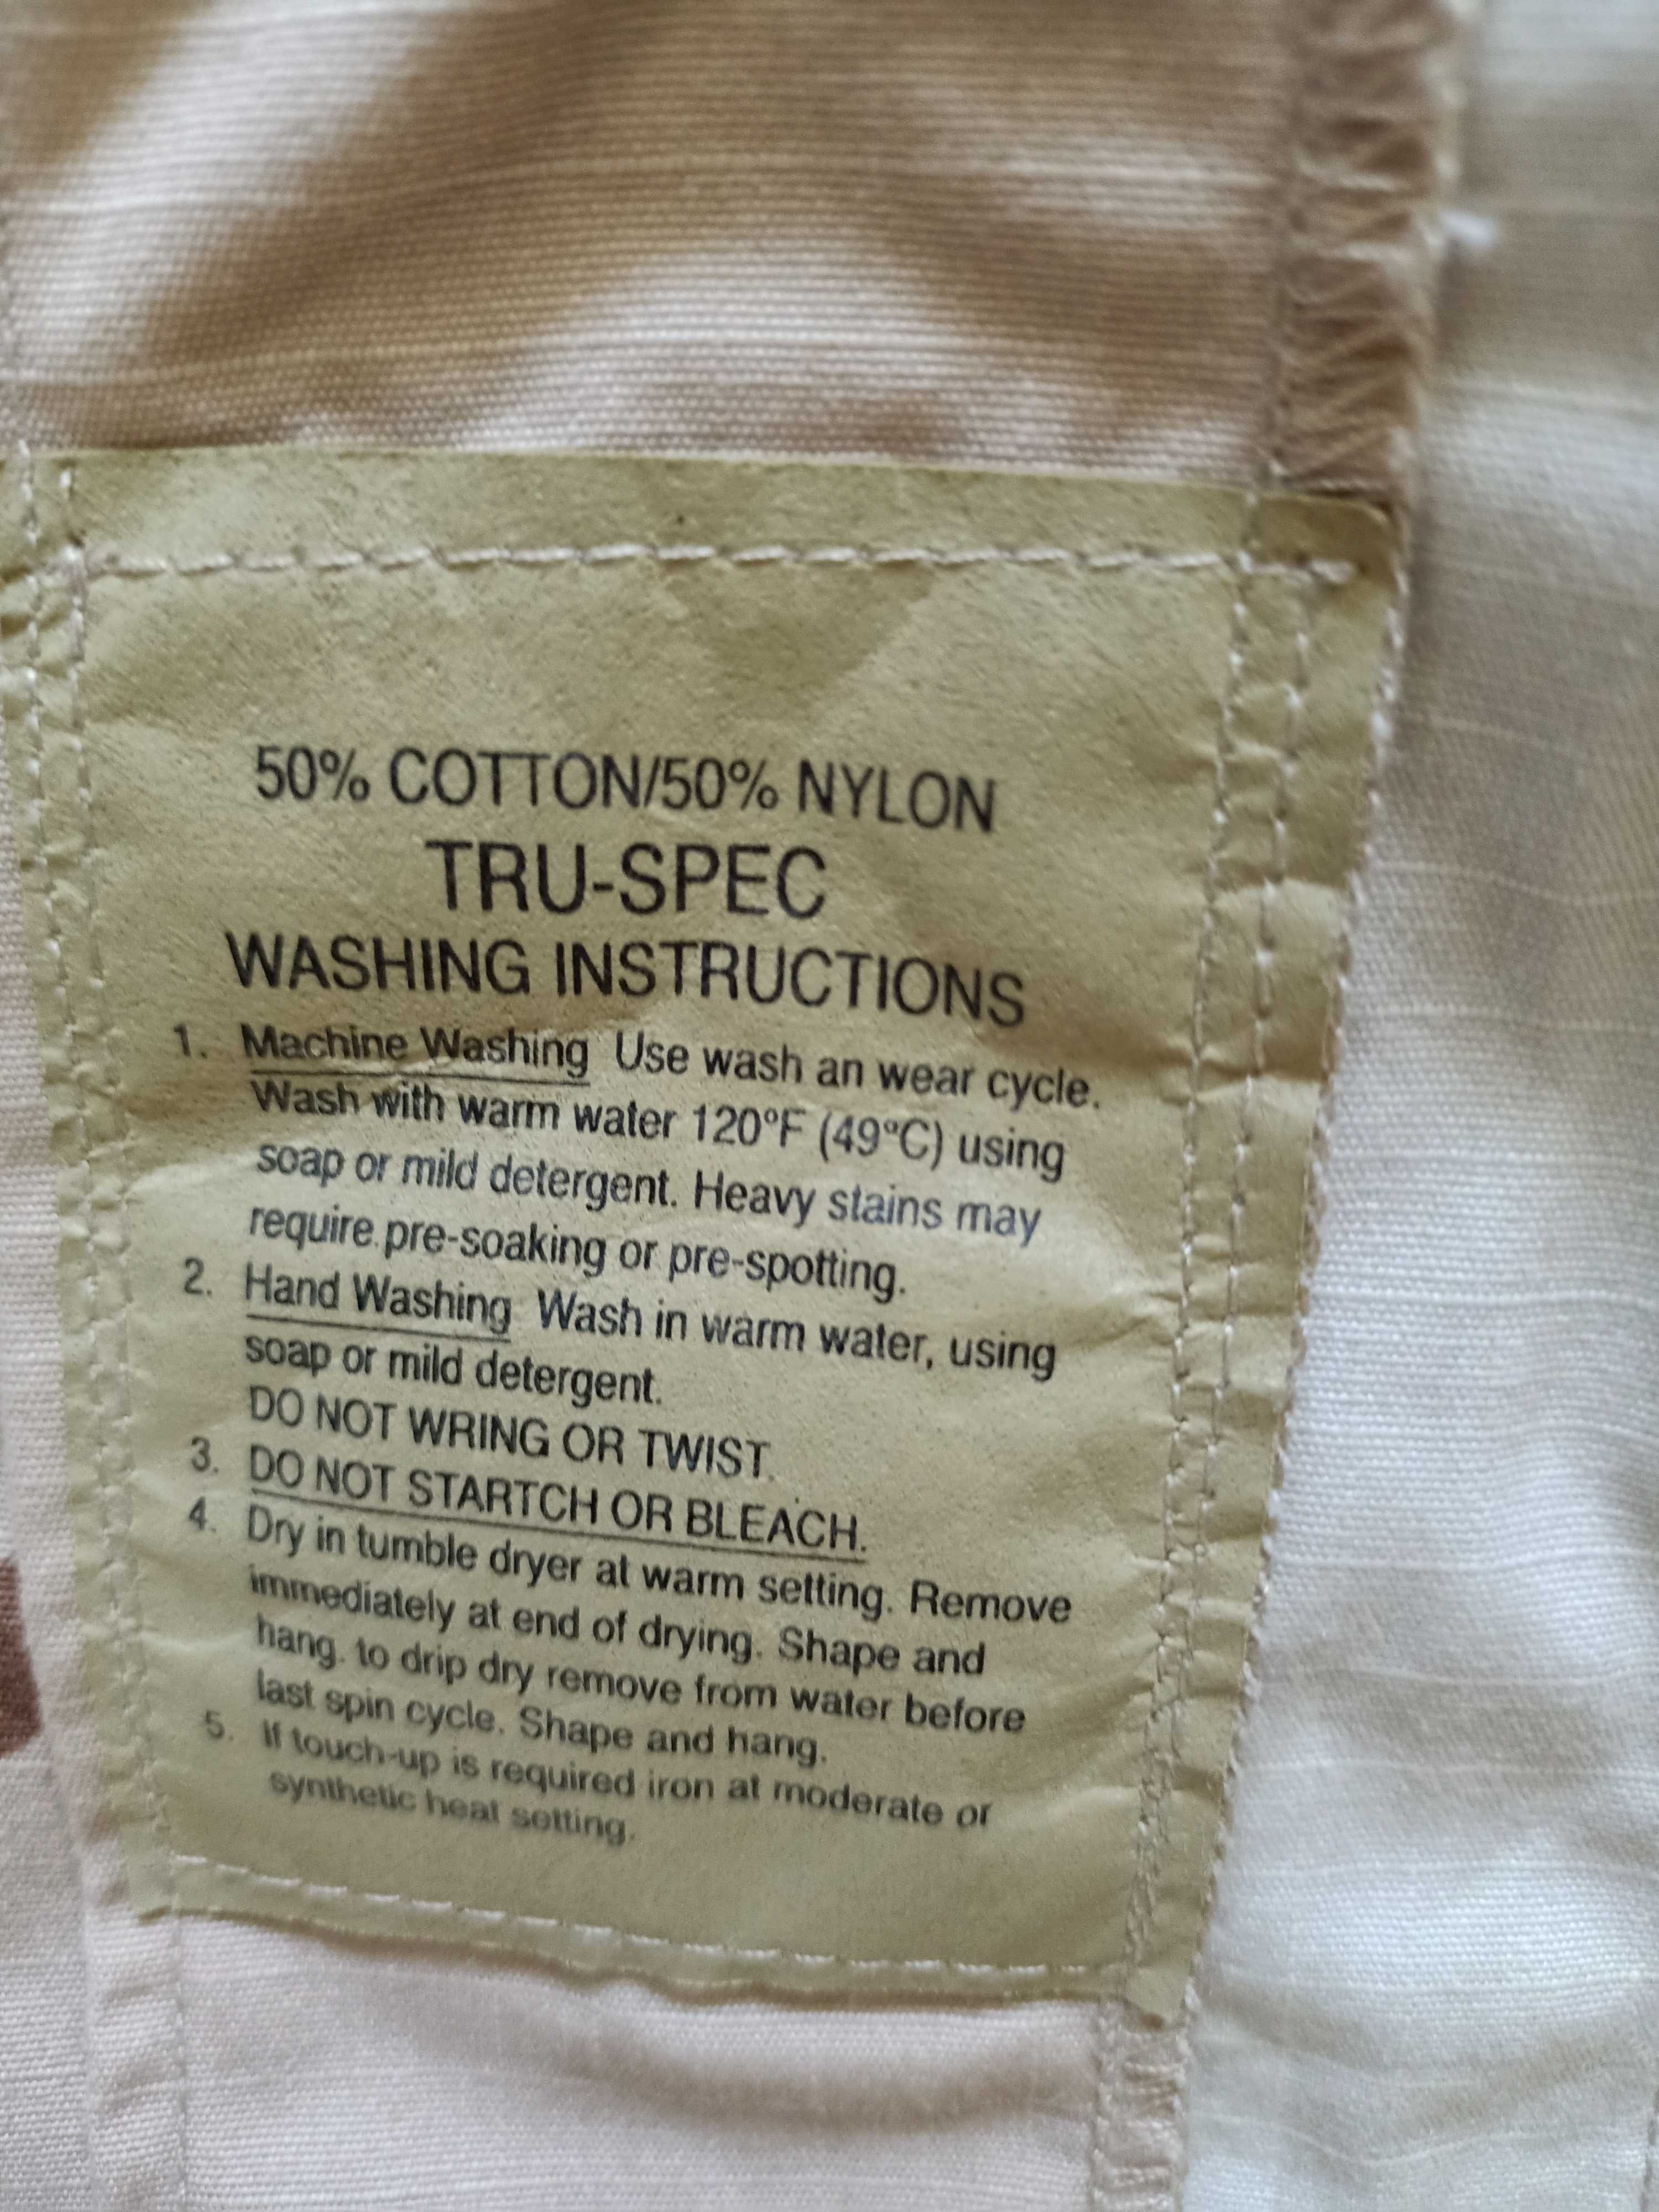 50% COTTON/50% NYLON
TRU-SPEC
WASHING INSTRUCTIONS
1. Machine Washing Use wash an wear cycle.
Wash with warm water 120°F (49°C) using
soap or mild detergent. Heavy stains may
require pre-soaking or pre-spotting.
2. Hand Washing Wash in warm water, using
soap or mild detergent.
DO NOT WRING OR TWIST.
3. DO NOT STARTCH OR BLEACH.
4. Dry in tumble dryer at warm setting. Remove
immediately at end of drying. Shape and
hang. to drip dry remove from water before
last spin cycle. Shape and hang.
5. If touch-up is required iron at moderate or
synthetic heat setting.